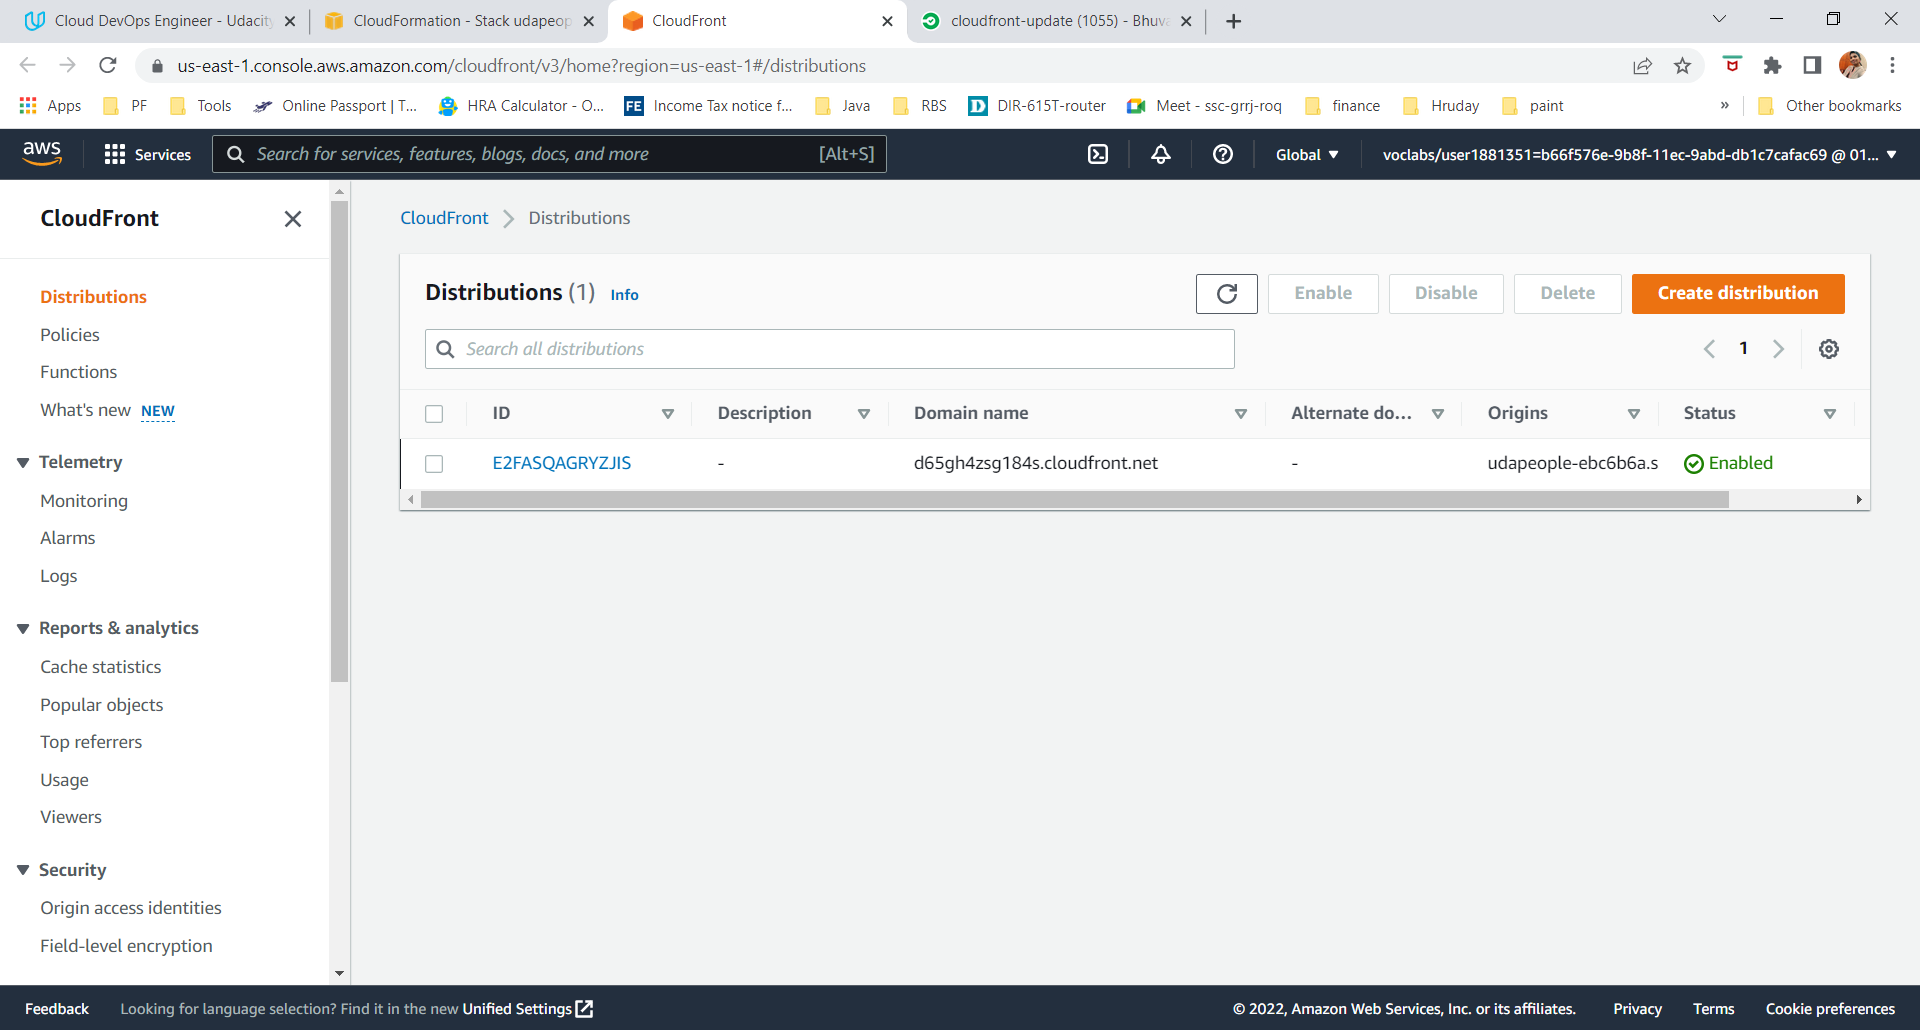 Cloud DevOps Engineer - Udacity
CloudFormation - Stack udapeop
CloudFront
cloudfront-update (1055) - Bhuva
us-east-1.console.aws.amazon.com/cloudfront/v3/home?region=us-east-1#/distributions
Apps
PF
Tools
Online Passport | T...
HRA Calculator - O...
FE
Income Tax notice f...
Java
RBS
D
DIR-615T-router
Meet - ssc-grrj-roq
finance
Hruday
paint
»
Other bookmarks
aws
Services
Search for services, features, blogs, docs, and more
[Alt+S]
Global
voclabs/user1881351=b66f576e-9b8f-11ec-9abd-db1c7cafac69 @ 01...
CloudFront
Distributions
Policies
Functions
What's new NEW
Telemetry
Monitoring
Alarms
Logs
Reports & analytics
Cache statistics
Popular objects
Top referrers
Usage
Viewers
Security
Origin access identities
Field-level encryption
CloudFront
Distributions
Distributions (1) Info
Enable
Disable
Delete
Create distribution
Search all distributions
1
ID
Description
Domain name
Alternate do...
Origins
Status
E2FASQAGRYZJIS
-
d65gh4zsg184s.cloudfront.net
-
udapeople-ebc6b6a.s
Enabled
Feedback
Looking for language selection? Find it in the new Unified Settings
© 2022, Amazon Web Services, Inc. or its affiliates.
Privacy
Terms
Cookie preferences